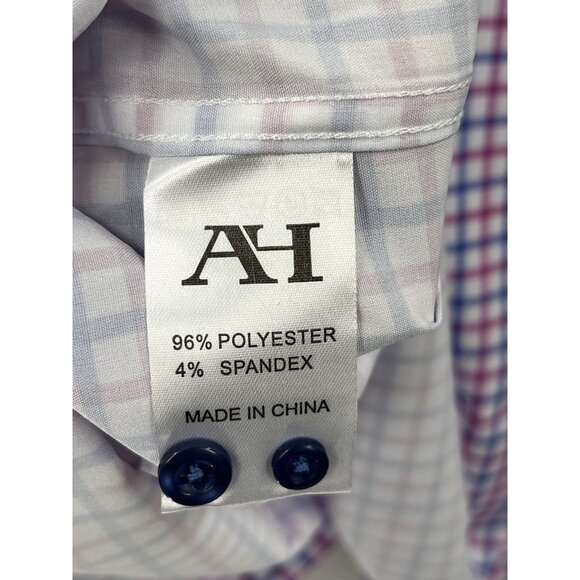 AH
96% POLYESTER
4% SPANDEX
MADE IN CHINA